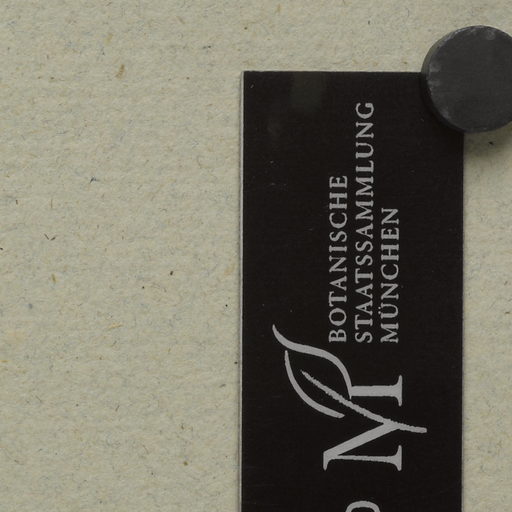 BOTANISCHE
STAATSSAMMLUNG
MÜNCHEN
M